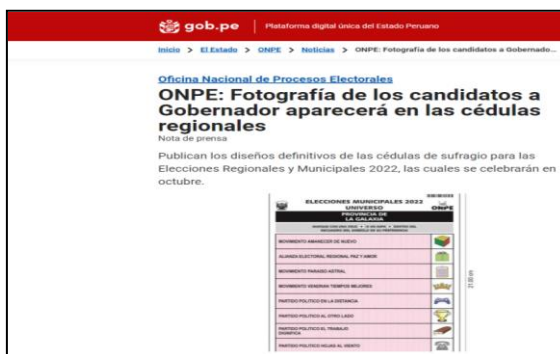 gob.pe Plataforma digital única del Estado Peruano
Inicio > El Estado > ONPE > Noticias > ONPE: Fotografía de los candidatos a Gobernado...
Oficina Nacional de Procesos Electorales
ONPE: Fotografía de los candidatos a
Gobernador aparecerá en las cédulas
regionales
Nota de prensa
Publican los diseños definitivos de las cédulas de sufragio para las
Elecciones Regionales y Municipales 2022, las cuales se celebrarán en
octubre.
ELECCIONES MUNICIPALES 2022
UNIVERSO
ONPE
PROVINCIA DE
LA GALAXIA
MOVIMIENTO AMANECER DE NUEVO
ALIANZA ELECTORAL REGIONAL PAZ Y AMOR
MOVIMIENTO PARAISO ASTRAL
MOVIMIENTO VENDRÁN TIEMPOS MEJORES
PARTIDO POLITICO EN LA DISTANCIA
PARTIDO POLITICO AL OTRO LADO
PARTIDO POLITICO EL TRABAJO
DIGNIFICA
PARTIDO POLITICO HOJAS AL VIENTO